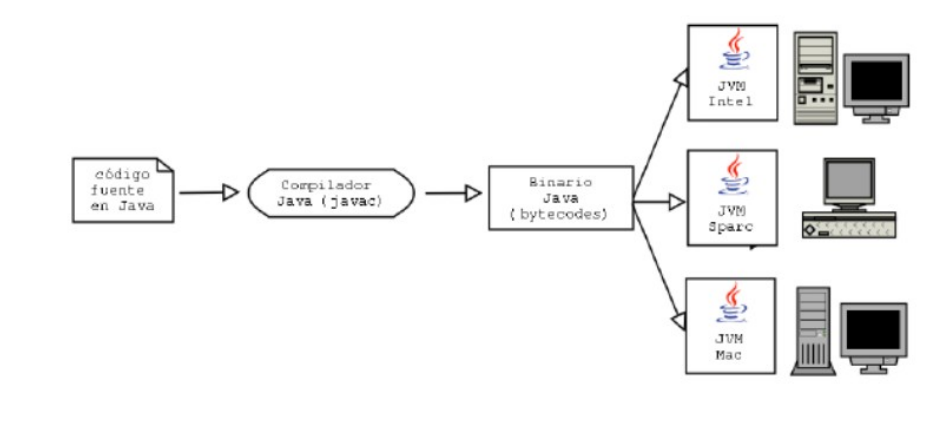 código
fuente
en Java
Compilador
Java (javac)
Binario
Java
(bytecodes)
JVM
Intel
JVM
Sparc
JVM
Mac